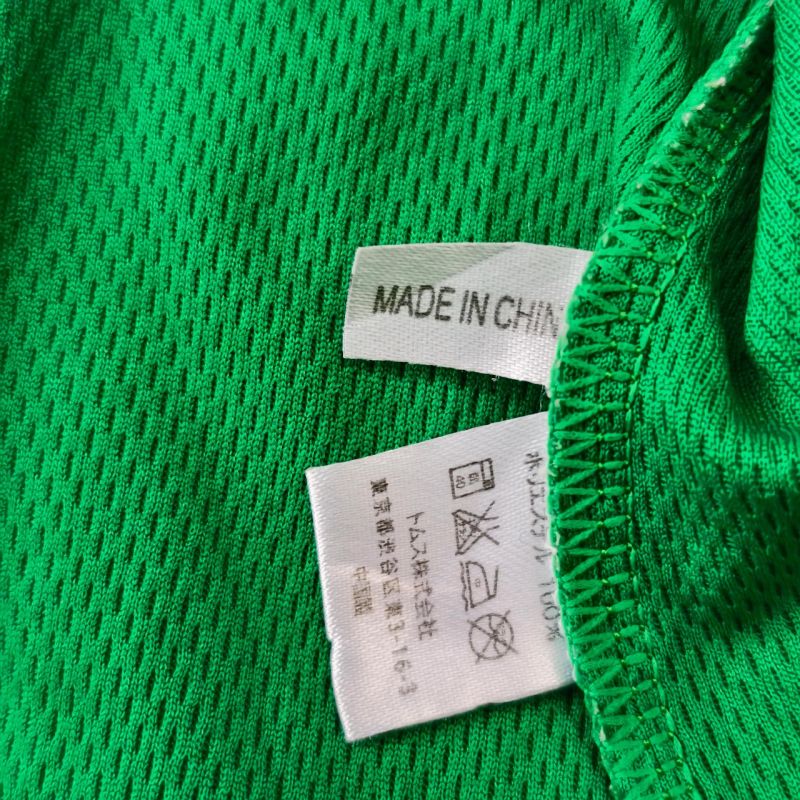 MADE IN CHIN
ポリエステル 100%
40
トムス株式会社
東京都渋谷区東3-16-3
中国製